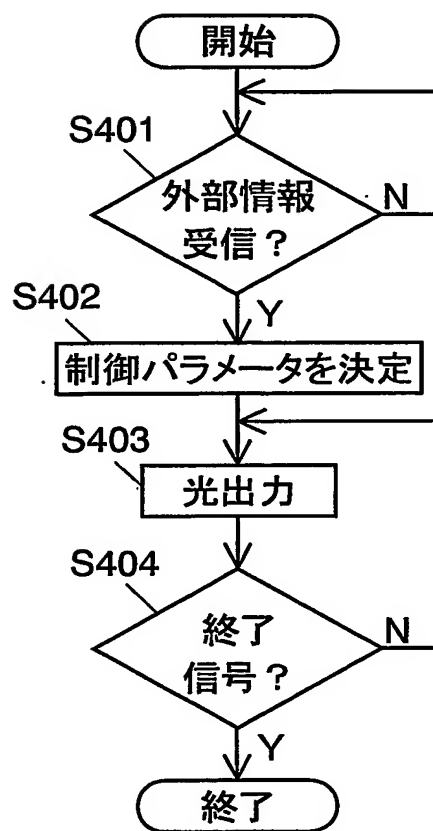 開始
S401
外部情報
受信？
N
Y
S402
制御パラメータを決定
S403
光出力
S404
終了
信号？
N
Y
終了